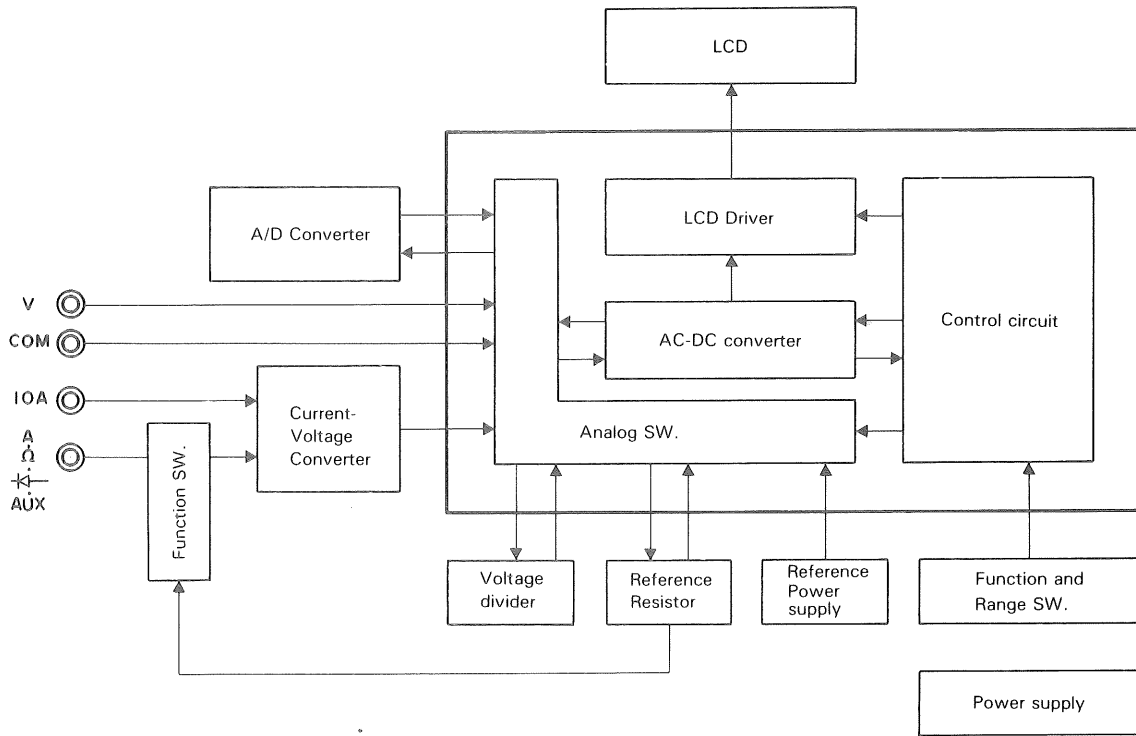 LCD
A/D Converter
LCD Driver
V
COM
AC-DC converter
Control circuit
10A
A
Ω
AUX
Function SW.
Current-
Voltage
Converter
Analog SW.
Voltage
divider
Reference
Resistor
Reference
Power
supply
Function and
Range SW.
Power supply